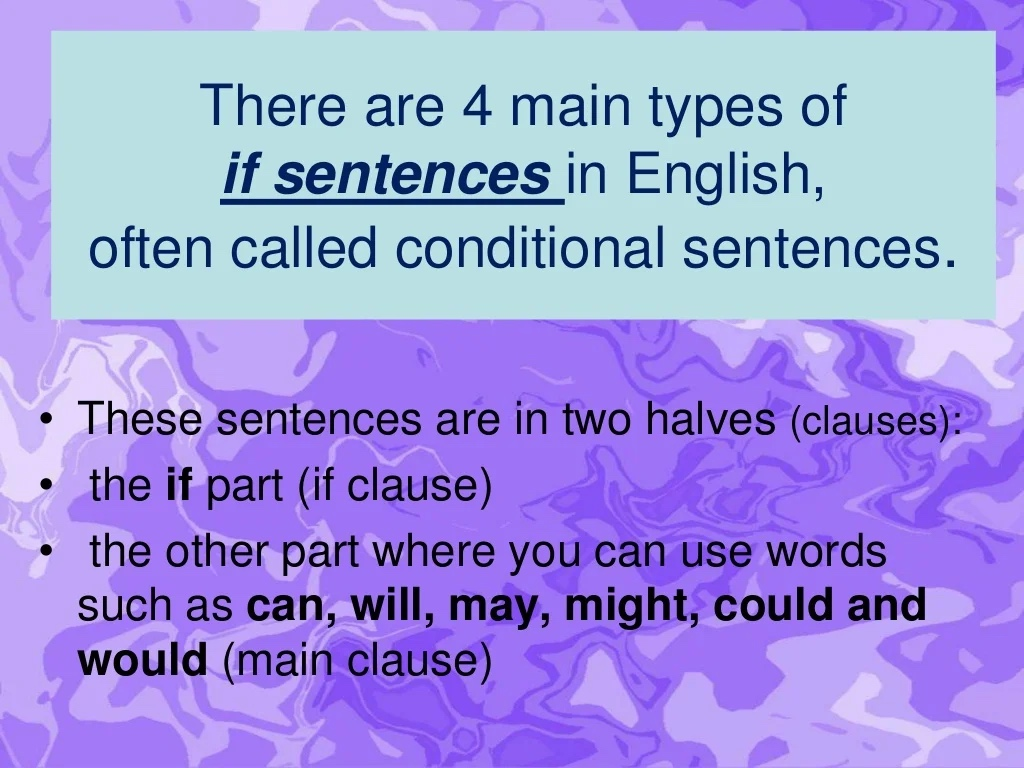 There are 4 main types of
if sentences in English,
often called conditional sentences.
• These sentences are in two halves (clauses):
• the if part (if clause)
• the other part where you can use words
such as can, will, may, might, could and
would (main clause)